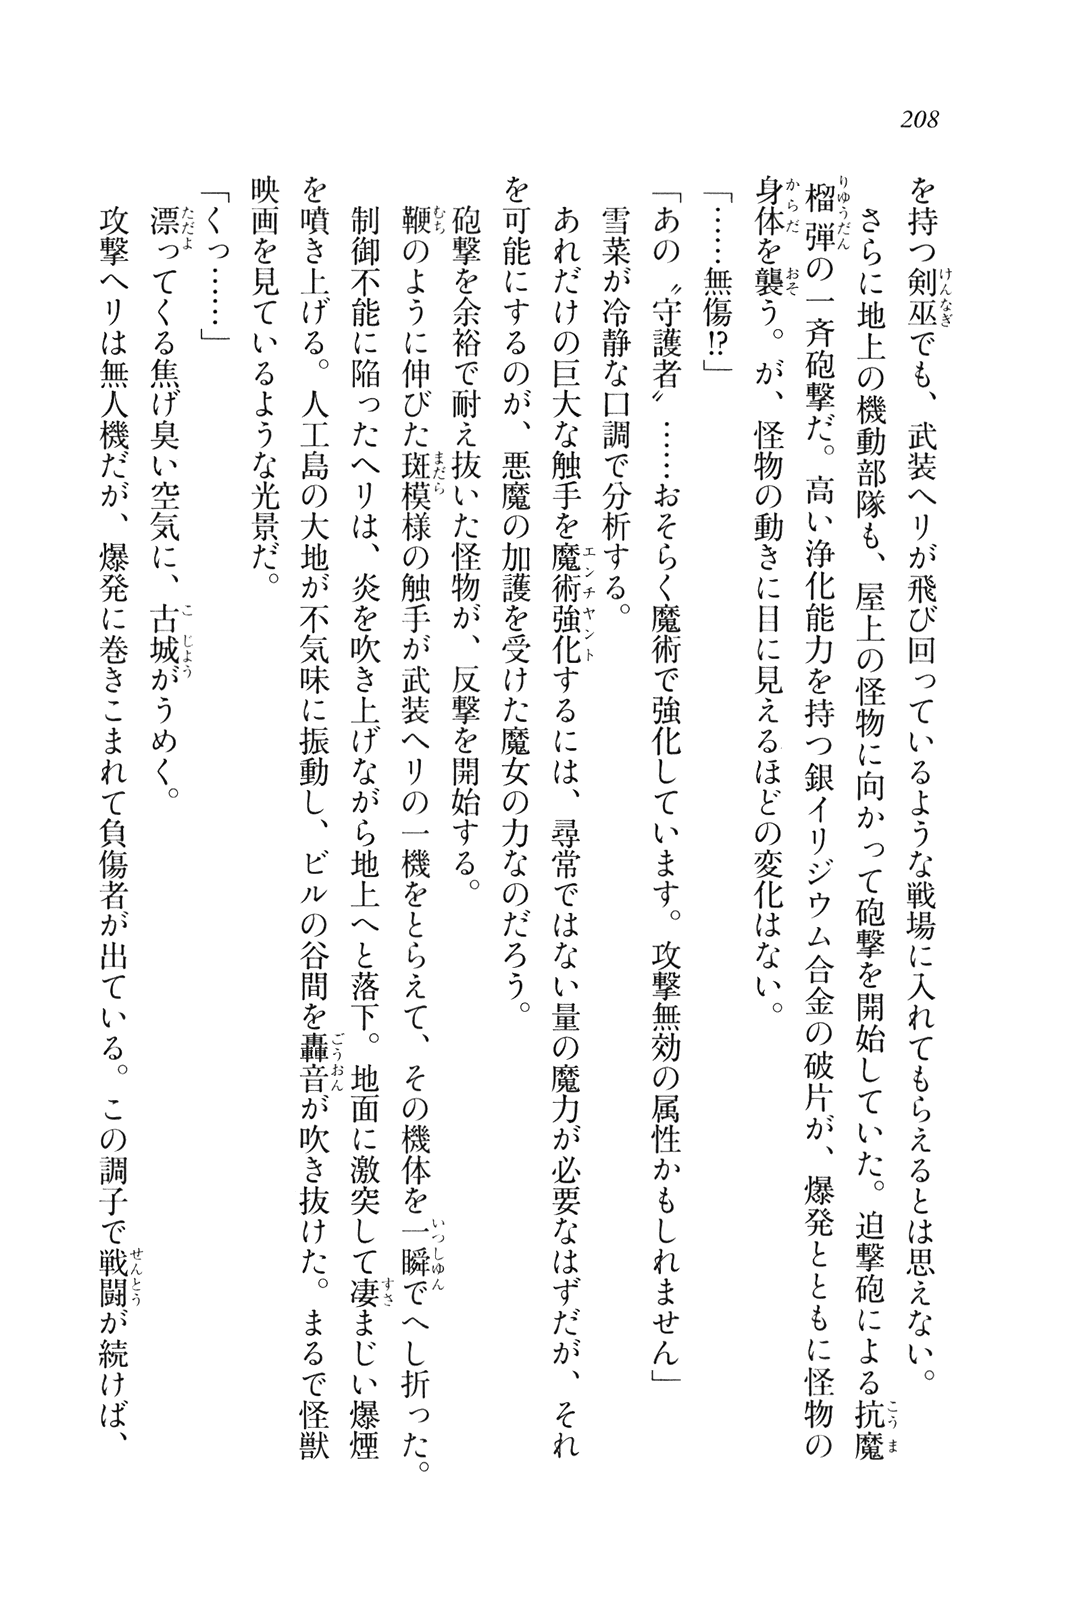 208
を持つ剣巫でも、武装ヘリが飛び回っているような戦場に入れてもらえるとは思えない。
さらに地上の機動部隊も、屋上の怪物に向かって砲撃を開始していた。迫撃砲による抗魔
榴弾の一斉砲撃だ。高い浄化能力を持つ銀イリジウム合金の破片が、爆発とともに怪物の
身体を襲う。が、怪物の動きに目に見えるほどの変化はない。
「……無傷!?」
「あの〝守護者〟……おそらく魔術で強化しています。攻撃無効の属性かもしれません」
雪菜が冷静な口調で分析する。
あれだけの巨大な触手を魔術強化するには、尋常ではない量の魔力が必要なはずだが、それ
を可能にするのが、悪魔の加護を受けた魔女の力なのだろう。
砲撃を余裕で耐え抜いた怪物が、反撃を開始する。
鞭のように伸びた斑模様の触手が武装ヘリの一機をとらえて、その機体を一瞬でへし折った。
制御不能に陥ったヘリは、炎を吹き上げながら地上へと落下。地面に激突して凄まじい爆煙
を噴き上げる。人工島の大地が不気味に振動し、ビルの谷間を轟音が吹き抜けた。まるで怪獣
映画を見ているような光景だ。
「くっ……」
漂ってくる焦げ臭い空気に、古城がうめく。
攻撃ヘリは無人機だが、爆発に巻きこまれて負傷者が出ている。この調子で戦闘が続けば、